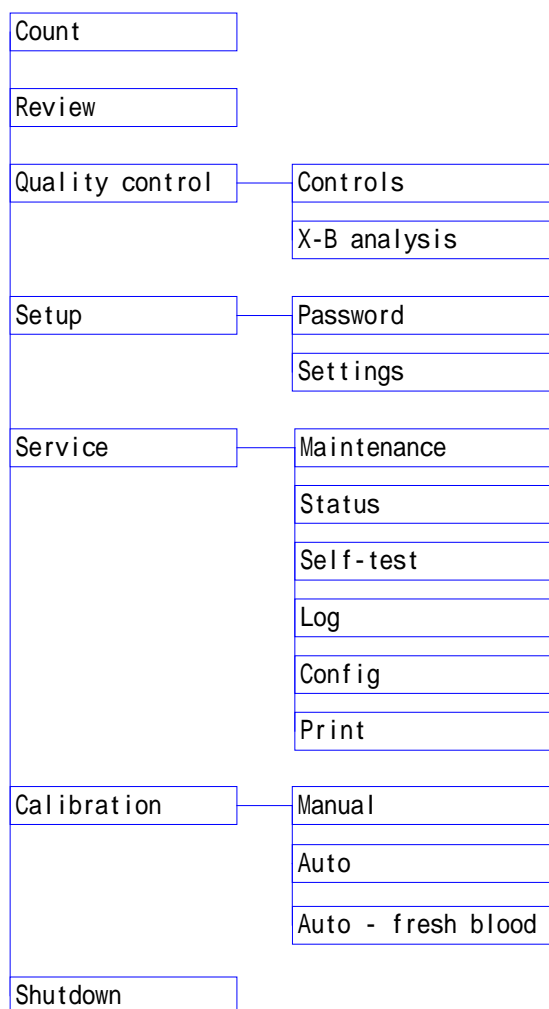 Count
Review
Quality control
Controls
X-B analysis
Setup
Password
Settings
Service
Maintenance
Status
Self-test
Log
Config
Print
Calibration
Manual
Auto
Auto - fresh blood
Shutdown